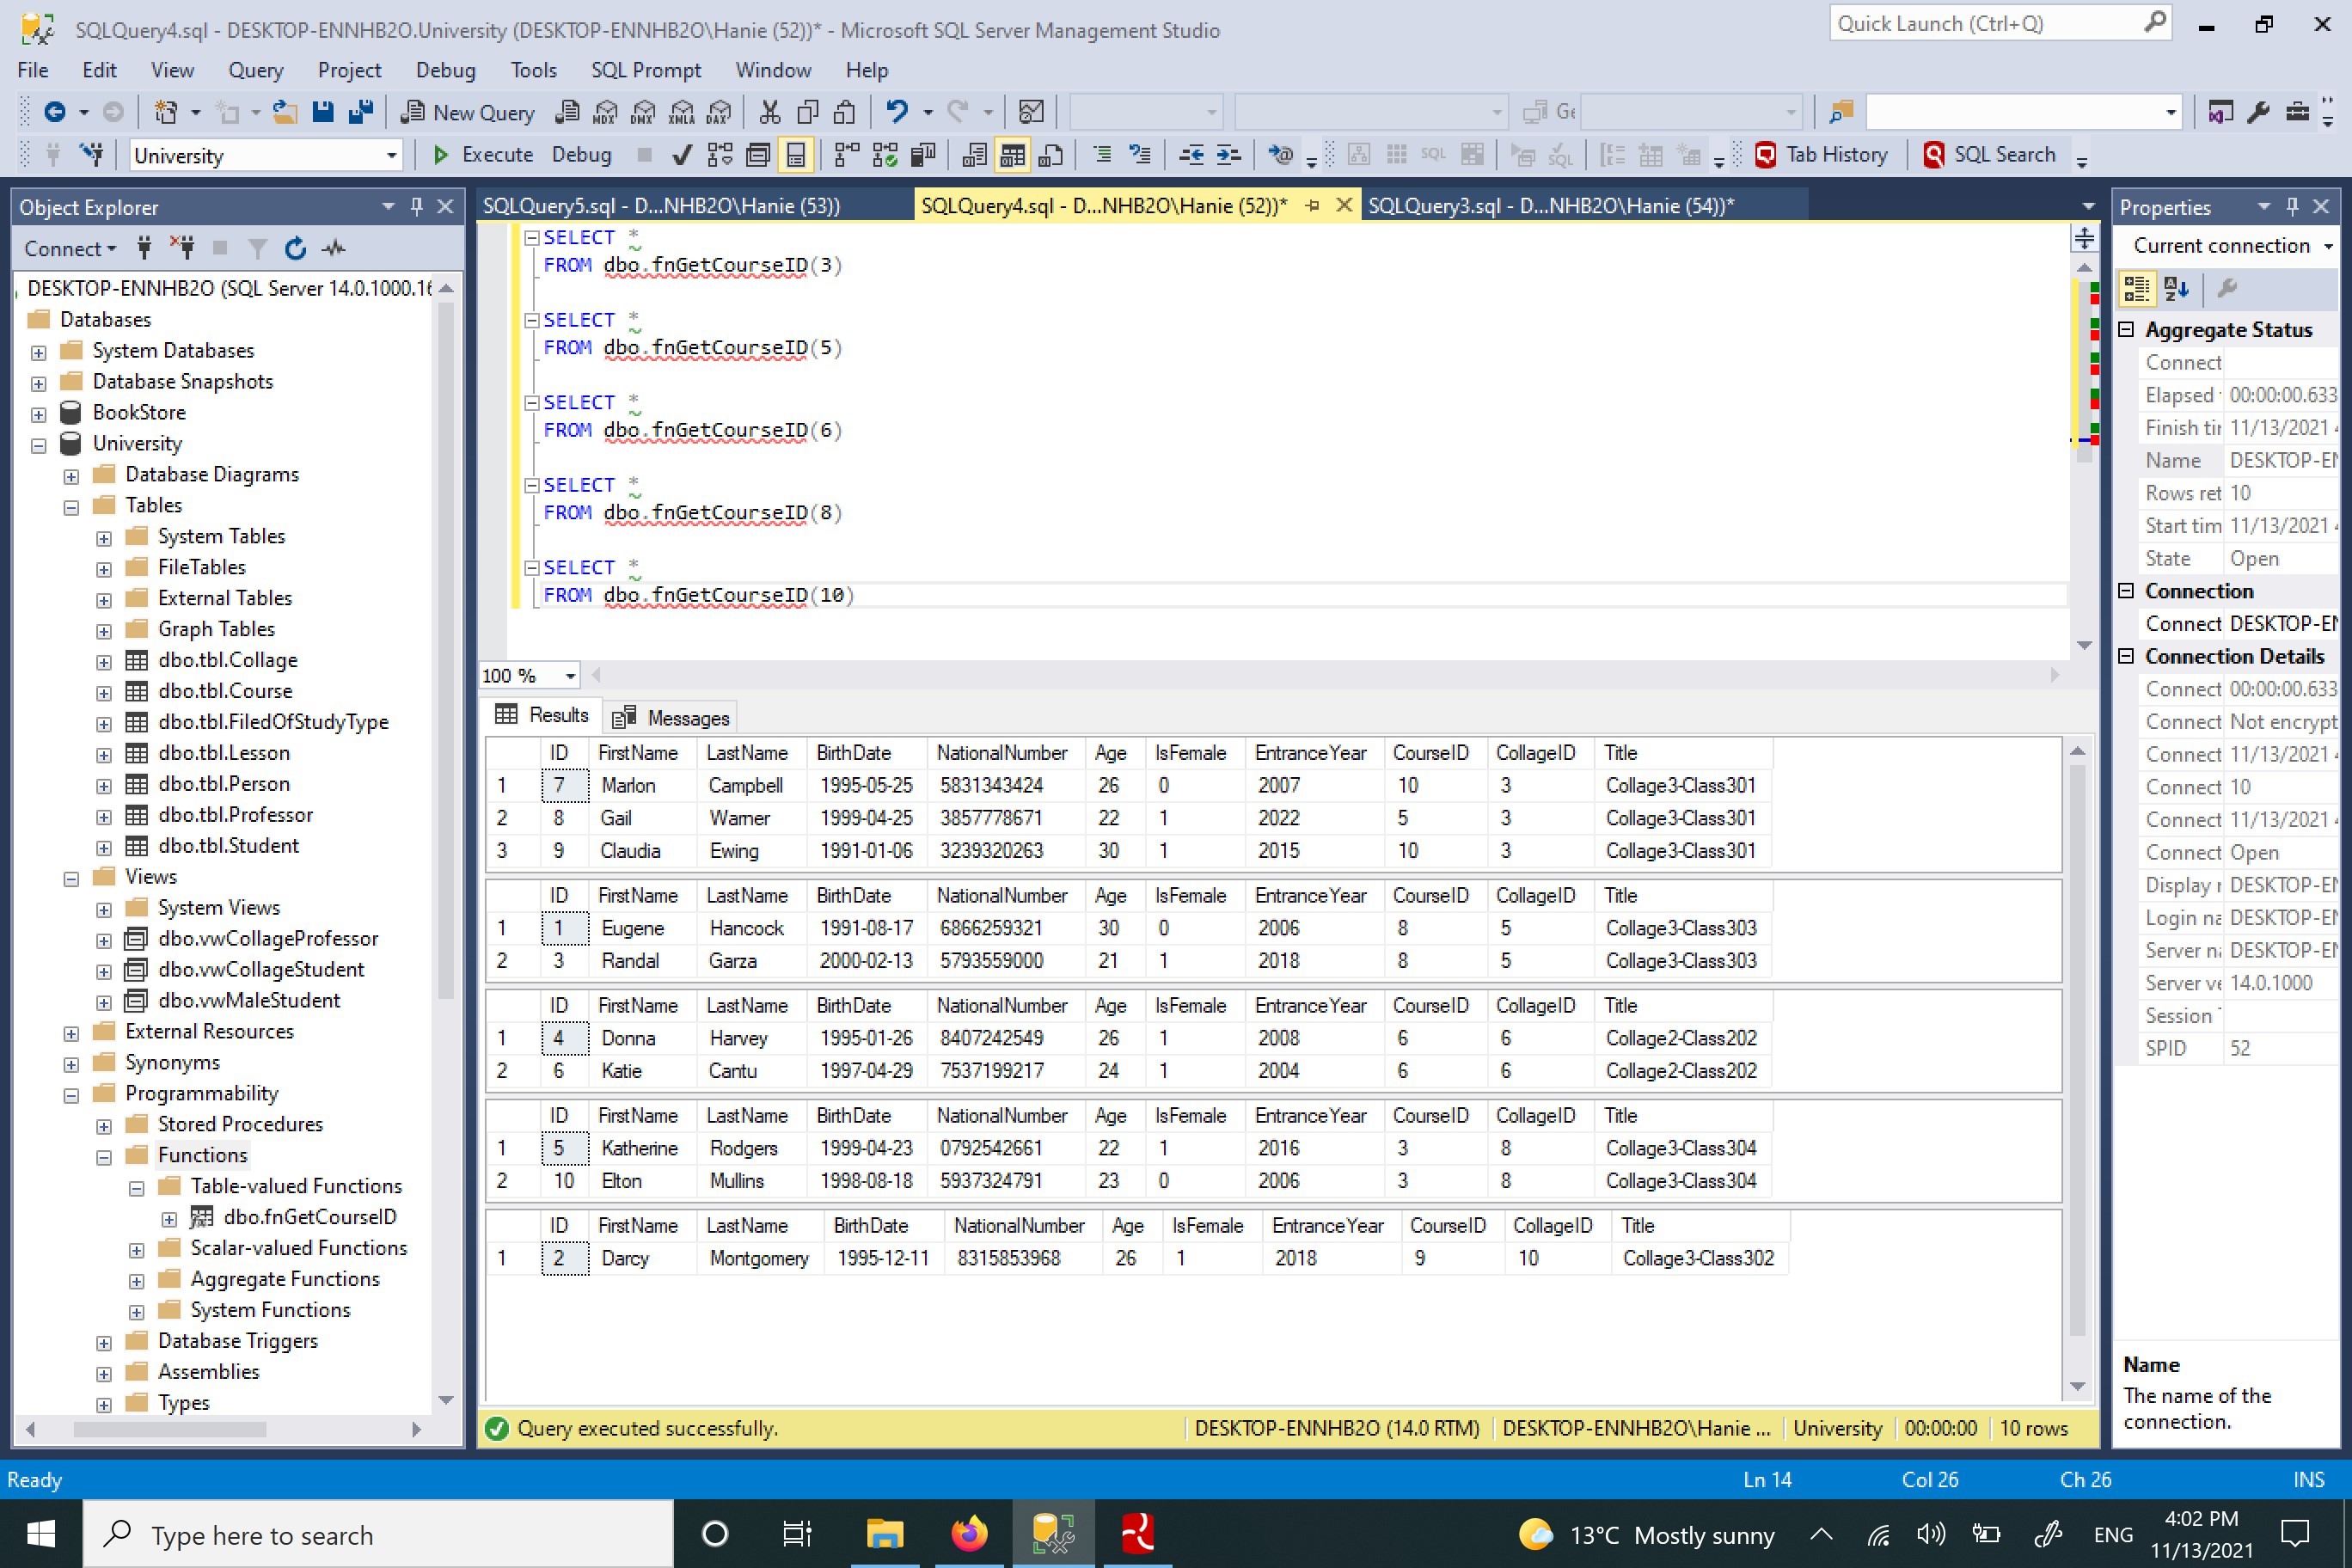 SQLQuery4.sql - DESKTOP-ENNHB2O.University (DESKTOP-ENNHB2O\Hanie (52))* - Microsoft SQL Server Management Studio
Quick Launch (Ctrl+Q)
File Edit View Query Project Debug Tools SQL Prompt Window Help
New Query MDX DMX XMLA DAX Ge
University Execute Debug SQL SQL Tab History SQL Search
Object Explorer
Connect
DESKTOP-ENNHB2O (SQL Server 14.0.1000.16
Databases
System Databases
Database Snapshots
BookStore
University
Database Diagrams
Tables
System Tables
FileTables
External Tables
Graph Tables
dbo.tbl.Collage
dbo.tbl.Course
dbo.tbl.FiledOfStudyType
dbo.tbl.Lesson
dbo.tbl.Person
dbo.tbl.Professor
dbo.tbl.Student
Views
System Views
dbo.vwCollageProfessor
dbo.vwCollageStudent
dbo.vwMaleStudent
External Resources
Synonyms
Programmability
Stored Procedures
Functions
Table-valued Functions
dbo.fnGetCourseID
Scalar-valued Functions
Aggregate Functions
System Functions
Database Triggers
Assemblies
Types
SQLQuery5.sql - D...NHB2O\Hanie (53)) SQLQuery4.sql - D...NHB2O\Hanie (52))* SQLQuery3.sql - D...NHB2O\Hanie (54))*
SELECT *
FROM dbo.fnGetCourseID(3)
SELECT *
FROM dbo.fnGetCourseID(5)
SELECT *
FROM dbo.fnGetCourseID(6)
SELECT *
FROM dbo.fnGetCourseID(8)
SELECT *
FROM dbo.fnGetCourseID(10)
100 %
Results Messages
ID FirstName LastName BirthDate NationalNumber Age IsFemale EntranceYear CourseID CollageID Title
1 7 Marlon Campbell 1995-05-25 5831343424 26 0 2007 10 3 Collage3-Class301
2 8 Gail Warner 1999-04-25 3857778671 22 1 2022 5 3 Collage3-Class301
3 9 Claudia Ewing 1991-01-06 3239320263 30 1 2015 10 3 Collage3-Class301
ID FirstName LastName BirthDate NationalNumber Age IsFemale EntranceYear CourseID CollageID Title
1 1 Eugene Hancock 1991-08-17 6866259321 30 0 2006 8 5 Collage3-Class303
2 3 Randal Garza 2000-02-13 5793559000 21 1 2018 8 5 Collage3-Class303
ID FirstName LastName BirthDate NationalNumber Age IsFemale EntranceYear CourseID CollageID Title
1 4 Donna Harvey 1995-01-26 8407242549 26 1 2008 6 6 Collage2-Class202
2 6 Katie Cantu 1997-04-29 7537199217 24 1 2004 6 6 Collage2-Class202
ID FirstName LastName BirthDate NationalNumber Age IsFemale EntranceYear CourseID CollageID Title
1 5 Katherine Rodgers 1999-04-23 0792542661 22 1 2016 3 8 Collage3-Class304
2 10 Elton Mullins 1998-08-18 5937324791 23 0 2006 3 8 Collage3-Class304
ID FirstName LastName BirthDate NationalNumber Age IsFemale EntranceYear CourseID CollageID Title
1 2 Darcy Montgomery 1995-12-11 8315853968 26 1 2018 9 10 Collage3-Class302
Query executed successfully. DESKTOP-ENNHB2O (14.0 RTM) DESKTOP-ENNHB2O\Hanie ... University 00:00:00 10 rows
Properties
Current connection
Aggregate Status
Connect
Elapsed 00:00:00.633
Finish tir 11/13/2021 4
Name DESKTOP-EN
Rows ret 10
Start tim 11/13/2021 4
State Open
Connection
Connect DESKTOP-EN
Connection Details
Connect 00:00:00.633
Connect Not encrypt
Connect 11/13/2021 4
Connect 10
Connect 11/13/2021 4
Connect Open
Display r DESKTOP-EN
Login na DESKTOP-EN
Server na DESKTOP-EN
Server ve 14.0.1000
Session
SPID 52
Name
The name of the
connection.
Ready Ln 14 Col 26 Ch 26 INS
Type here to search
13°C Mostly sunny ENG
4:02 PM
11/13/2021